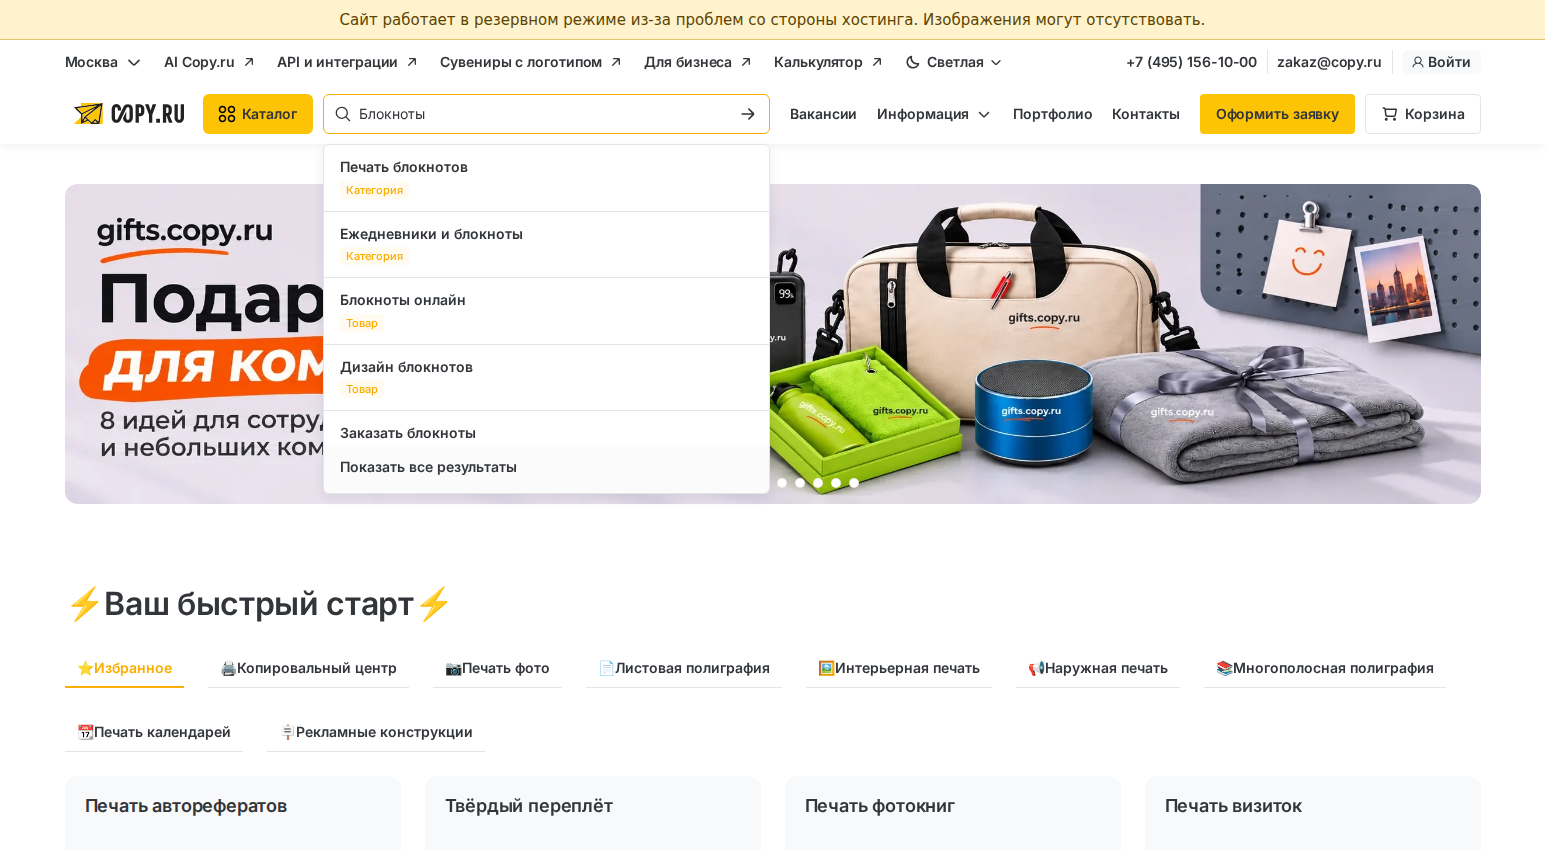 Сайт работает в резервном режиме из-за проблем со стороны хостинга. Изображения могут отсутствовать.
Москва AI Copy.ru API и интеграции Сувениры с логотипом Для бизнеса Калькулятор Светлая +7 (495) 156-10-00 zakaz@copy.ru Войти
COPY.RU Каталог Блокноты Вакансии Информация Портфолио Контакты Оформить заявку Корзина
Печать блокнотов
Категория
Ежедневники и блокноты
Категория
Блокноты онлайн
Товар
Дизайн блокнотов
Товар
Заказать блокноты
Показать все результаты
gifts.copy.ru
Подар
для ком
8 идей для сотруд
и небольших ком
99%
gifts.copy.ru
gifts.copy.ru
gifts.copy.ru
gifts.copy.ru
gifts.copy.ru
⚡Ваш быстрый старт⚡
⭐Избранное 🖨️Копировальный центр 📷Печать фото 📄Листовая полиграфия 🖼️Интерьерная печать 📢Наружная печать 📚Многополосная полиграфия
📆Печать календарей 🪧Рекламные конструкции
Печать авторефератов Твёрдый переплёт Печать фотокниг Печать визиток